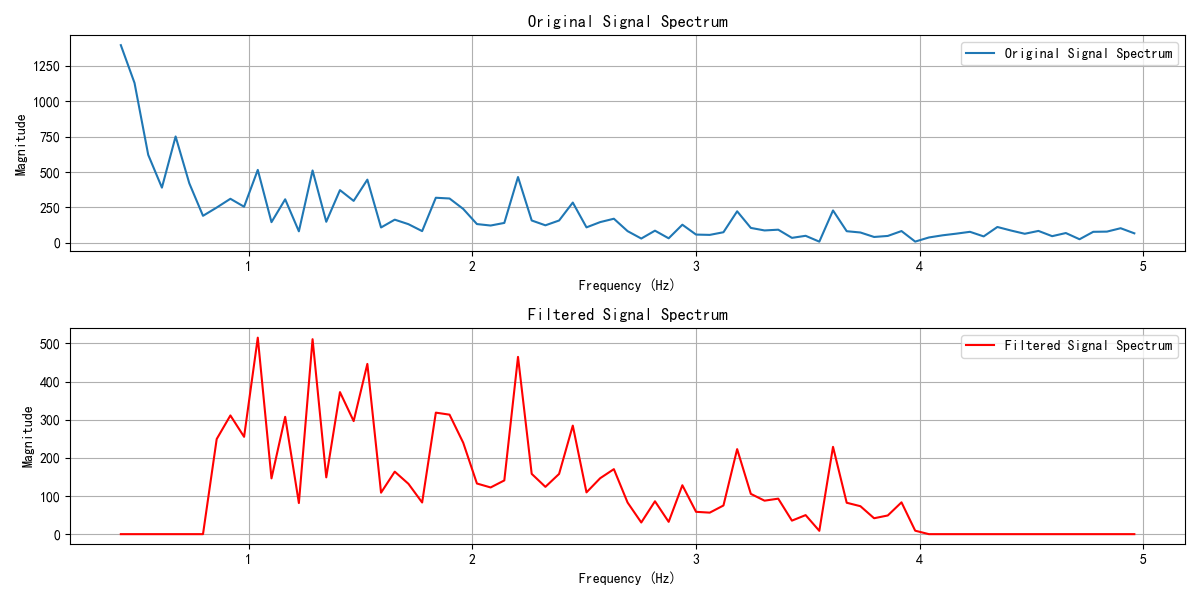 Original Signal Spectrum
Original Signal Spectrum
1250
1000
750
500
250
0
Magnitude
1 2 3 4 5
Frequency (Hz)
Filtered Signal Spectrum
Filtered Signal Spectrum
500
400
300
200
100
0
Magnitude
1 2 3 4 5
Frequency (Hz)